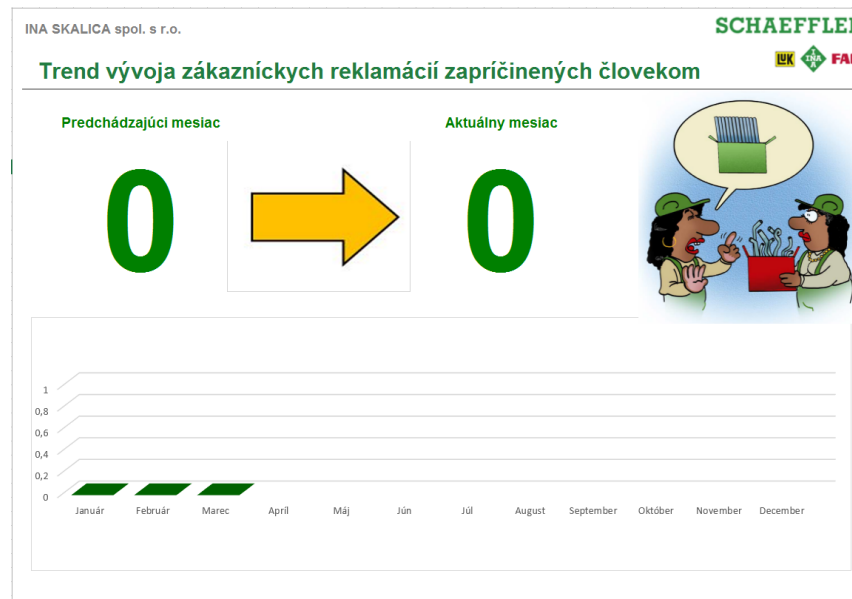 INA SKALICA spol. s r.o.
SCHAEFFLER
Trend vývoja zákazníckych reklamácií zapríčinených človekom
LUK INA FAG
Predchádzajúci mesiac
Aktuálny mesiac
0
0
1
0,8
0,6
0,4
0,2
0
Január Február Marec Apríl Máj Jún Júl August September Október November December